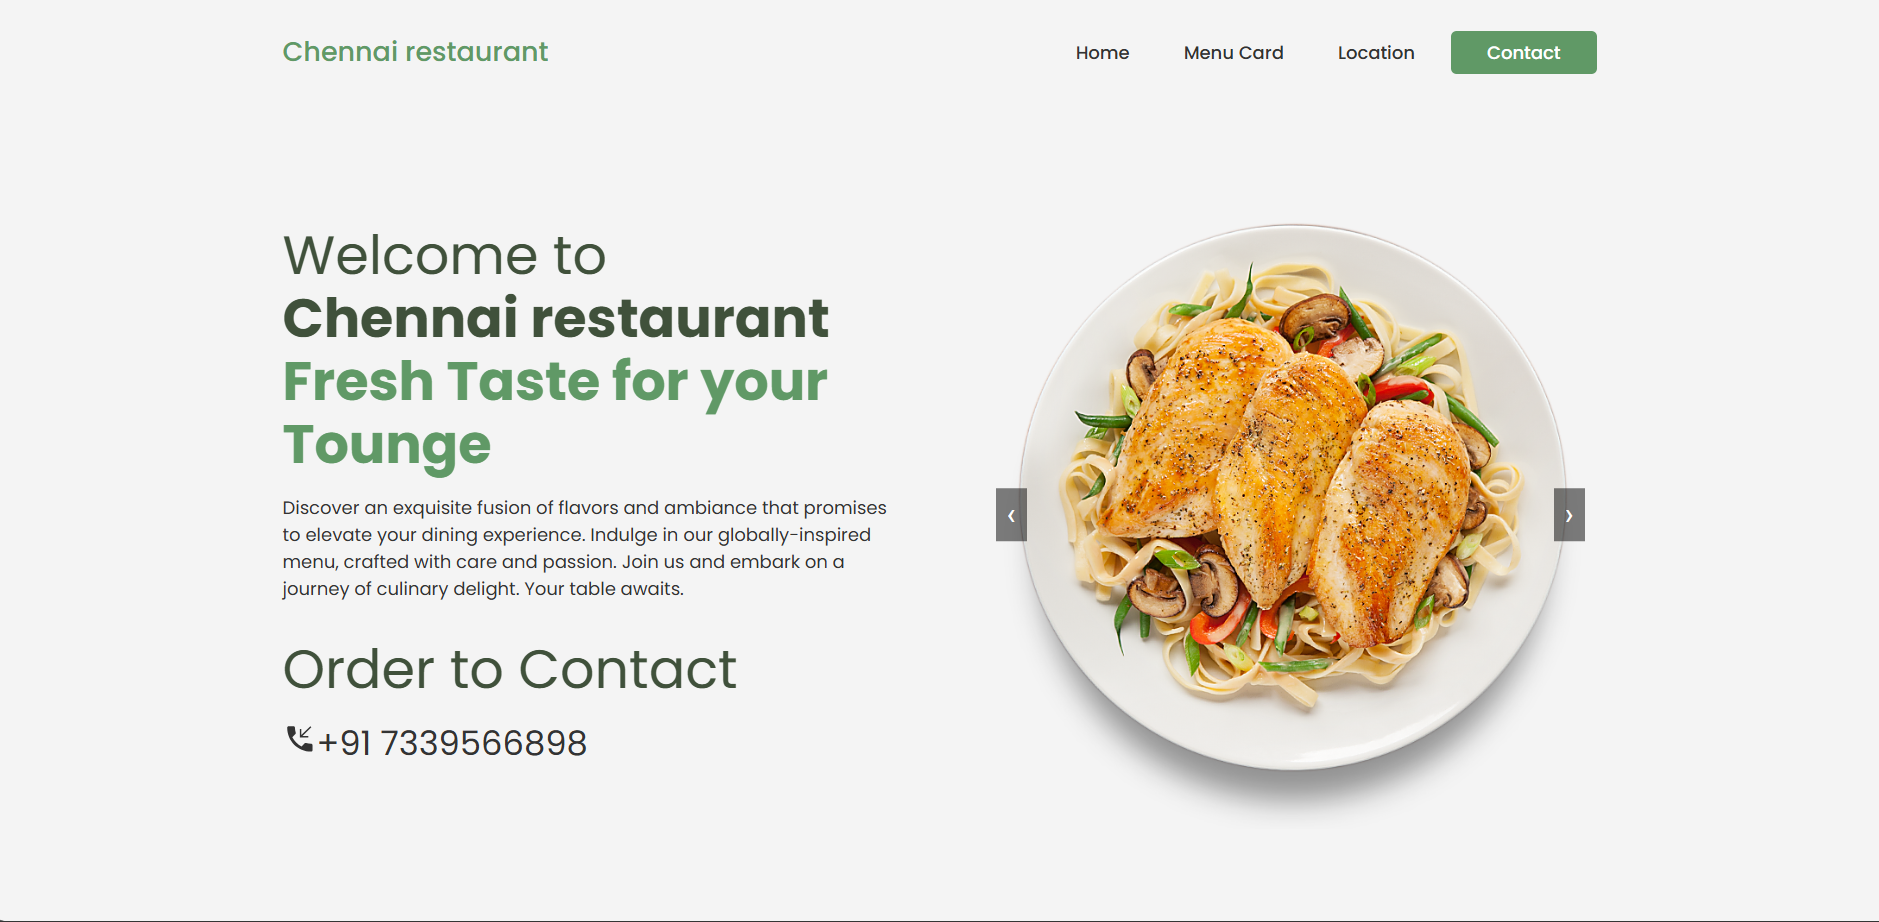 Chennai restaurant
Home
Menu Card
Location
Contact
Welcome to
Chennai restaurant
Fresh Taste for your
Tounge
Discover an exquisite fusion of flavors and ambiance that promises
to elevate your dining experience. Indulge in our globally-inspired
menu, crafted with care and passion. Join us and embark on a
journey of culinary delight. Your table awaits.
Order to Contact
+91 7339566898